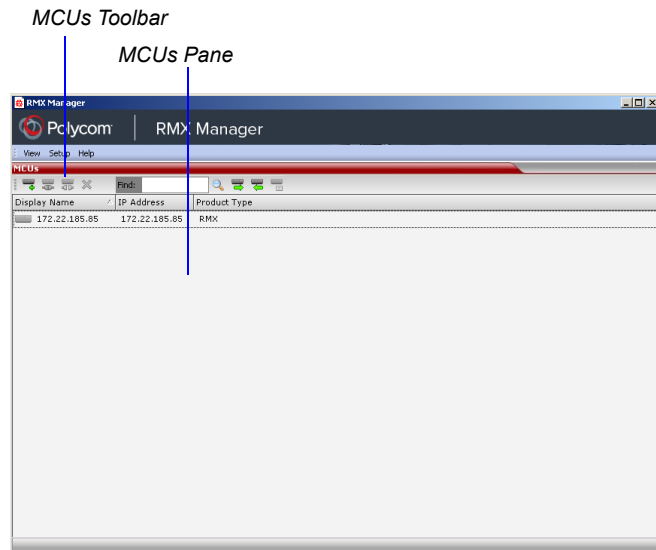 MCUs Toolbar
MCUs Pane
RMX Manager
Polycom RMX Manager
View Setup Help
MCUs
Find:
Display Name IP Address Product Type
172.22.185.85 172.22.185.85 RMX